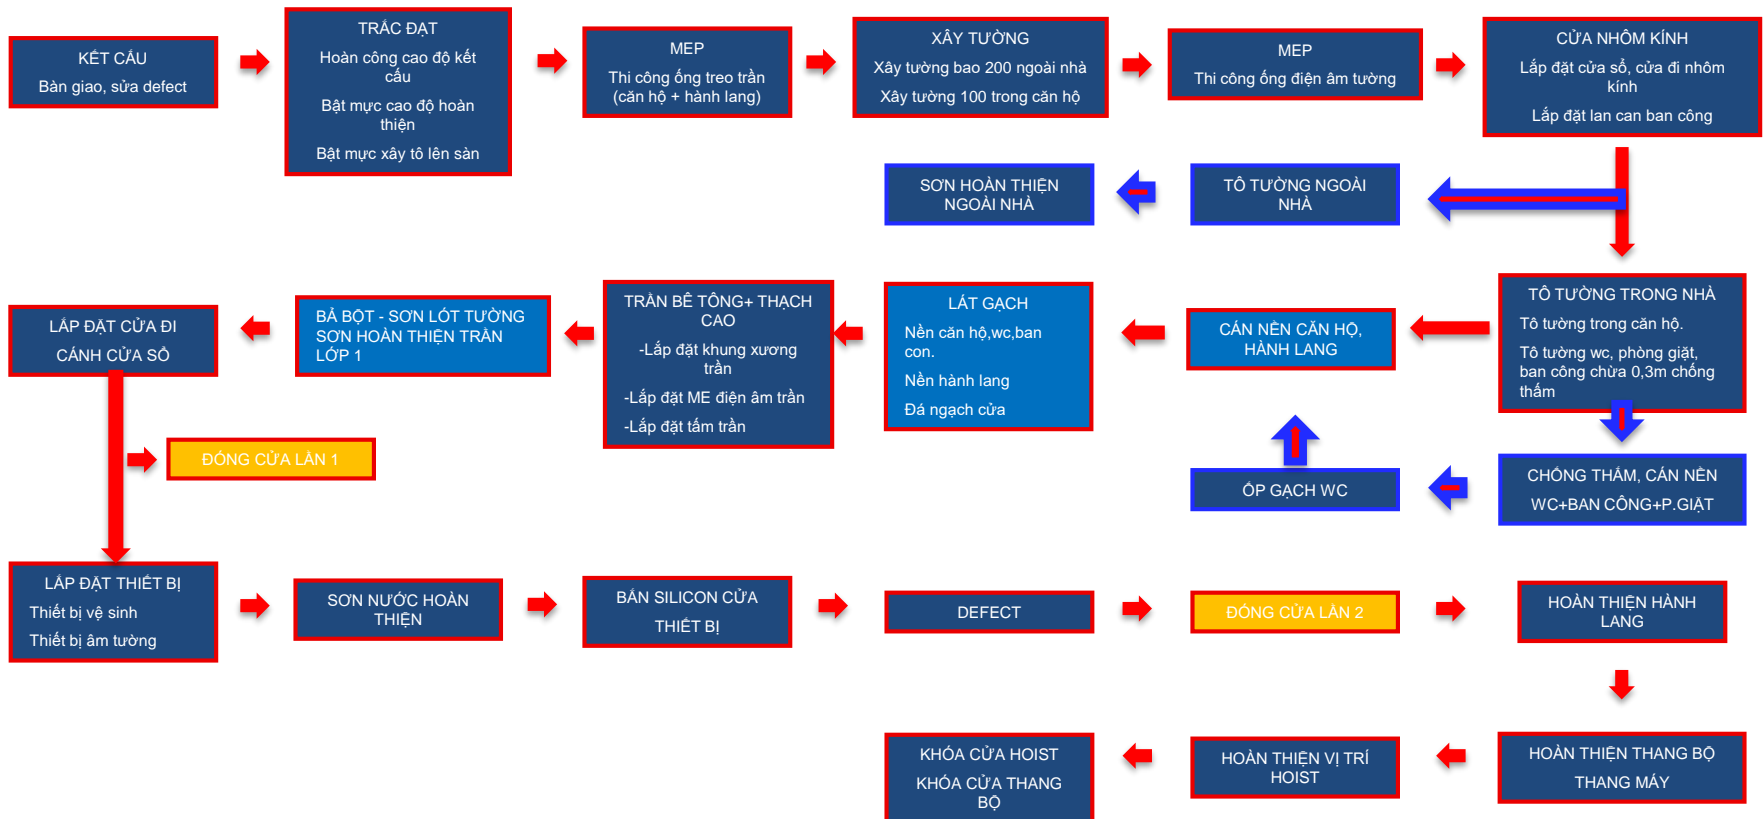 KẾT CẤU
Bàn giao, sửa defect
TRẮC ĐẠT
Hoàn công cao độ kết
cấu
Bật mực cao độ hoàn
thiện
Bật mực xây tô lên sàn
MEP
Thi công ống treo trần
(căn hộ + hành lang)
XÂY TƯỜNG
Xây tường bao 200 ngoài nhà
Xây tường 100 trong căn hộ
MEP
Thi công ống điện âm tường
CỬA NHÔM KÍNH
Lắp đặt cửa sổ, cửa đi nhôm
kính
Lắp đặt lan can ban công
SƠN HOÀN THIỆN
NGOÀI NHÀ
TÔ TƯỜNG NGOÀI
NHÀ
LẮP ĐẶT CỬA ĐI
CÁNH CỬA SỔ
BẢ BỘT - SƠN LÓT TƯỜNG
SƠN HOÀN THIỆN TRẦN
LỚP 1
TRẦN BÊ TÔNG+ THẠCH
CAO
-Lắp đặt khung xương
trần
-Lắp đặt ME điện âm trần
-Lắp đặt tấm trần
LÁT GẠCH
Nền căn hộ,wc,ban
con.
Nền hành lang
Đá ngạch cửa
CÁN NỀN CĂN HỘ,
HÀNH LANG
TÔ TƯỜNG TRONG NHÀ
Tô tường trong căn hộ.
Tô tường wc, phòng giặt,
ban công chừa 0,3m chống
thấm
ĐÓNG CỬA LẦN 1
ỐP GẠCH WC
CHỐNG THẤM, CÁN NỀN
WC+BAN CÔNG+P.GIẶT
LẮP ĐẶT THIẾT BỊ
Thiết bị vệ sinh
Thiết bị âm tường
SƠN NƯỚC HOÀN
THIỆN
BẮN SILICON CỬA
THIẾT BỊ
DEFECT
ĐÓNG CỬA LẦN 2
HOÀN THIỆN HÀNH
LANG
KHÓA CỬA HOIST
KHÓA CỬA THANG
BỘ
HOÀN THIỆN VỊ TRÍ
HOIST
HOÀN THIỆN THANG BỘ
THANG MÁY